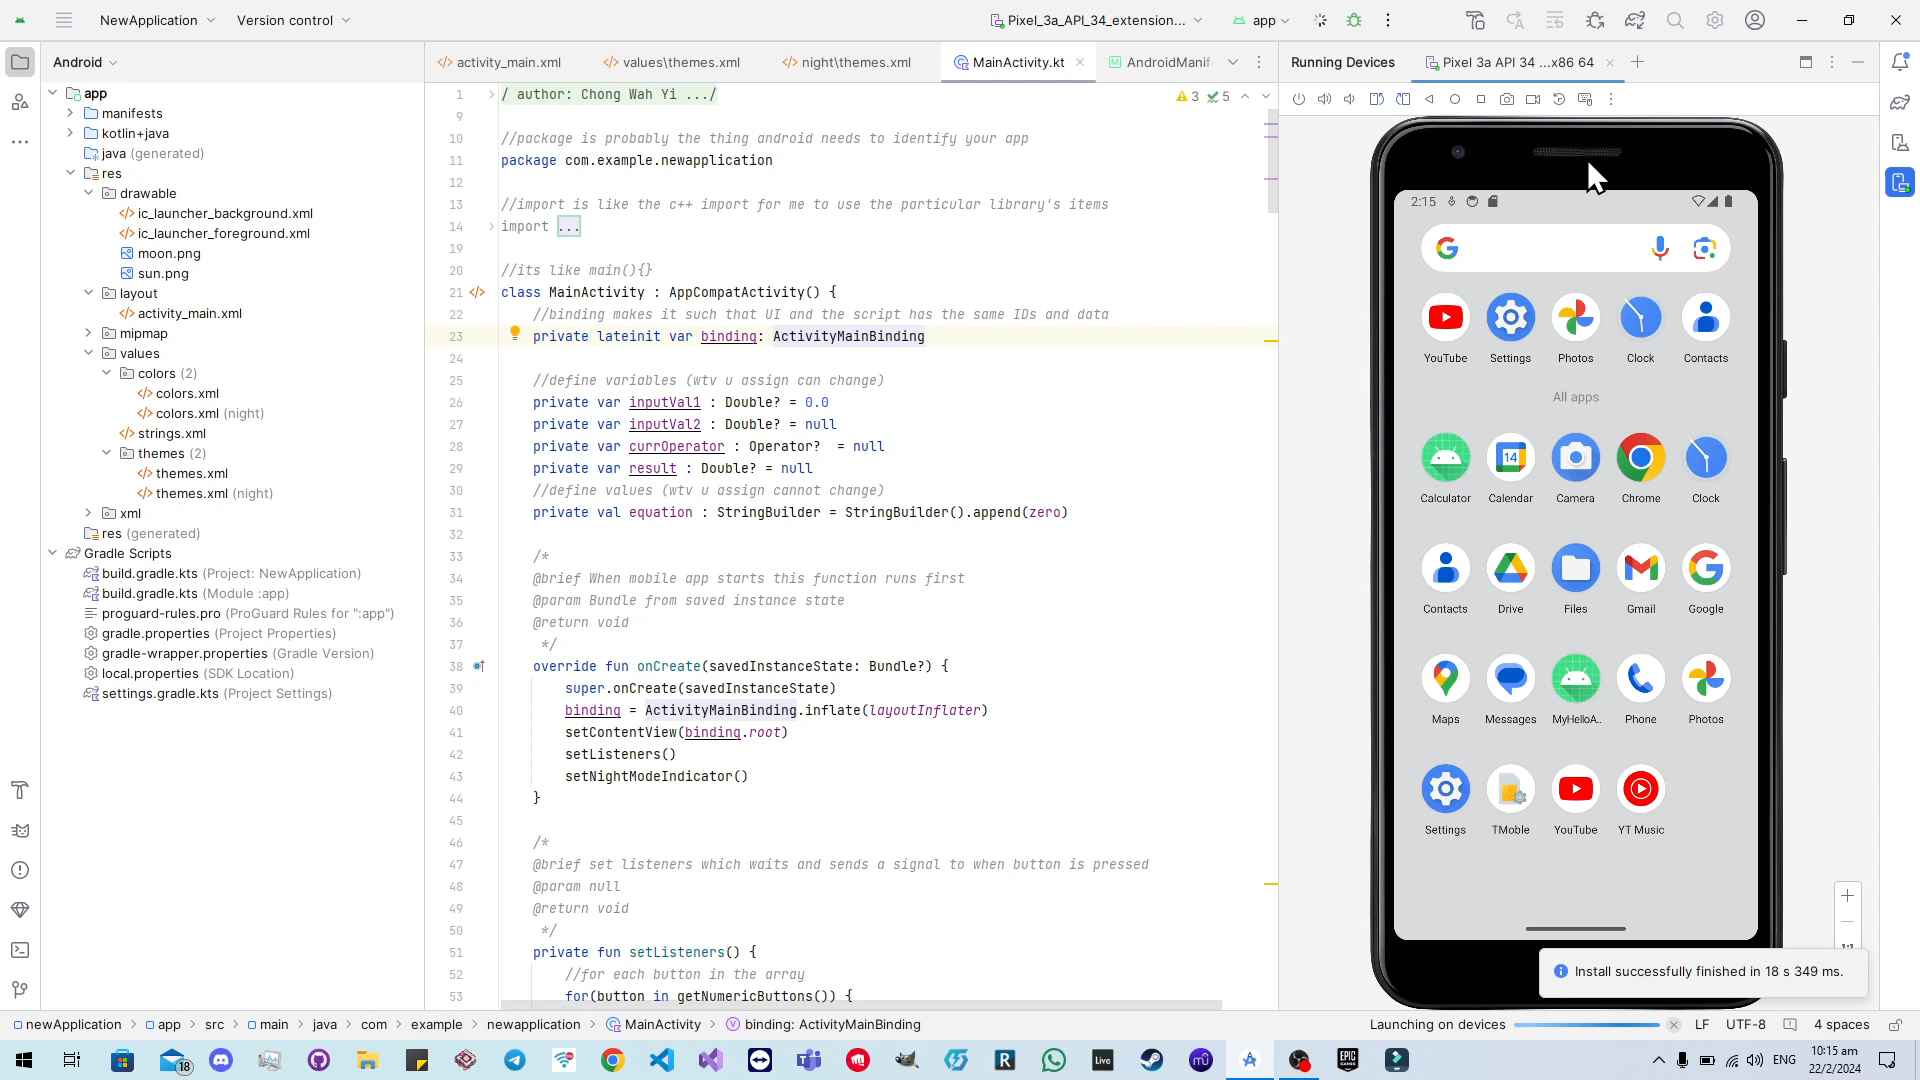 NewApplication
Version control
Pixel_3a_API_34_extension...
app
Android
activity_main.xml
values\themes.xml
night\themes.xml
MainActivity.kt
AndroidManif
Running Devices
Pixel 3a API 34 ...x86 64
app
manifests
kotlin+java
java (generated)
res
drawable
ic_launcher_background.xml
ic_launcher_foreground.xml
moon.png
sun.png
layout
activity_main.xml
mipmap
values
colors (2)
colors.xml
colors.xml (night)
strings.xml
themes (2)
themes.xml
themes.xml (night)
xml
res (generated)
Gradle Scripts
build.gradle.kts (Project: NewApplication)
build.gradle.kts (Module :app)
proguard-rules.pro (ProGuard Rules for ":app")
gradle.properties (Project Properties)
gradle-wrapper.properties (Gradle Version)
local.properties (SDK Location)
settings.gradle.kts (Project Settings)
3 5
1 / author: Chong Wah Yi .../
9
10 //package is probably the thing android needs to identify your app
11 package com.example.newapplication
12
13 //import is like the c++ import for me to use the particular library's items
14 import ...
19
20 //its like main(){}
21 class MainActivity : AppCompatActivity() {
22 //binding makes it such that UI and the script has the same IDs and data
23 private lateinit var binding: ActivityMainBinding
24
25 //define variables (wtv u assign can change)
26 private var inputVal1 : Double? = 0.0
27 private var inputVal2 : Double? = null
28 private var currOperator : Operator?  = null
29 private var result : Double? = null
30 //define values (wtv u assign cannot change)
31 private val equation : StringBuilder = StringBuilder().append(zero)
32
33 /*
34 @brief When mobile app starts this function runs first
35 @param Bundle from saved instance state
36 @return void
37 */
38 override fun onCreate(savedInstanceState: Bundle?) {
39 super.onCreate(savedInstanceState)
40 binding = ActivityMainBinding.inflate(layoutInflater)
41 setContentView(binding.root)
42 setListeners()
43 setNightModeIndicator()
44 }
45
46 /*
47 @brief set listeners which waits and sends a signal to when button is pressed
48 @param null
49 @return void
50 */
51 private fun setListeners() {
52 //for each button in the array
53 for(button in getNumericButtons()) {
2:15
YouTube
Settings
Photos
Clock
Contacts
All apps
14
Calculator
Calendar
Camera
Chrome
Clock
Contacts
Drive
Files
Gmail
Google
Maps
Messages
MyHelloA..
Phone
Photos
Settings
TMoble
YouTube
YT Music
1:1
Install successfully finished in 18 s 349 ms.
newApplication
app
src
main
java
com
example
newapplication
MainActivity
binding: ActivityMainBinding
Launching on devices
LF
UTF-8
4 spaces
18
Live
ENG
10:15 am
22/2/2024